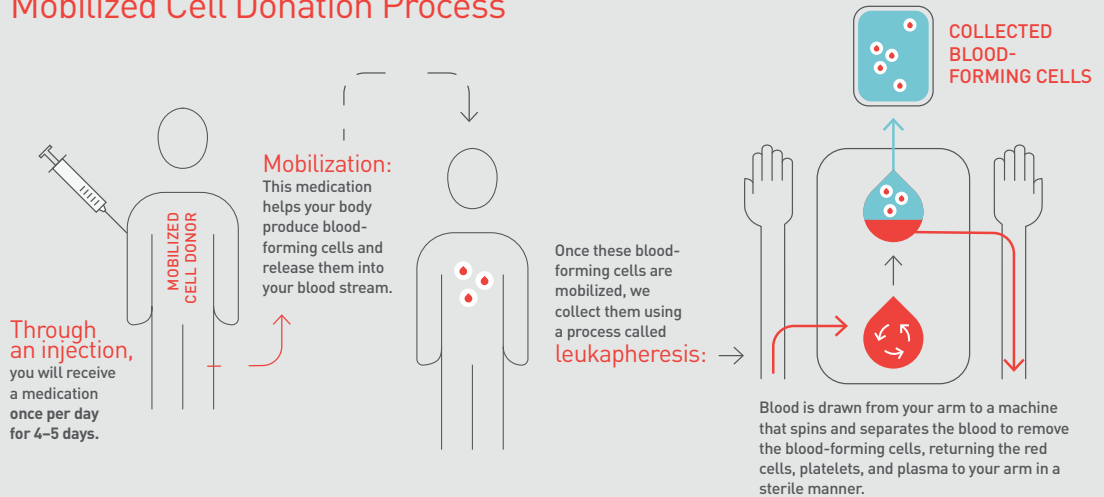 Mobilized Cell Donation Process
Through
an injection,
you will receive
a medication
once per day
for 4–5 days.
MOBILIZED
CELL DONOR
Mobilization:
This medication
helps your body
produce blood-
forming cells and
release them into
your blood stream.
Once these blood-
forming cells are
mobilized, we
collect them using
a process called
leukapheresis:
COLLECTED
BLOOD-
FORMING CELLS
Blood is drawn from your arm to a machine
that spins and separates the blood to remove
the blood-forming cells, returning the red
cells, platelets, and plasma to your arm in a
sterile manner.